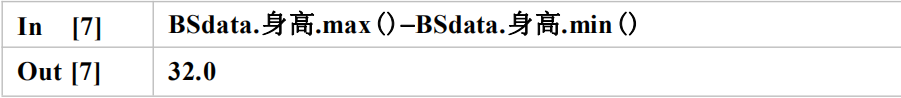 In [7] BSdata.身高.max()–BSdata.身高.min()
Out [7] 32.0